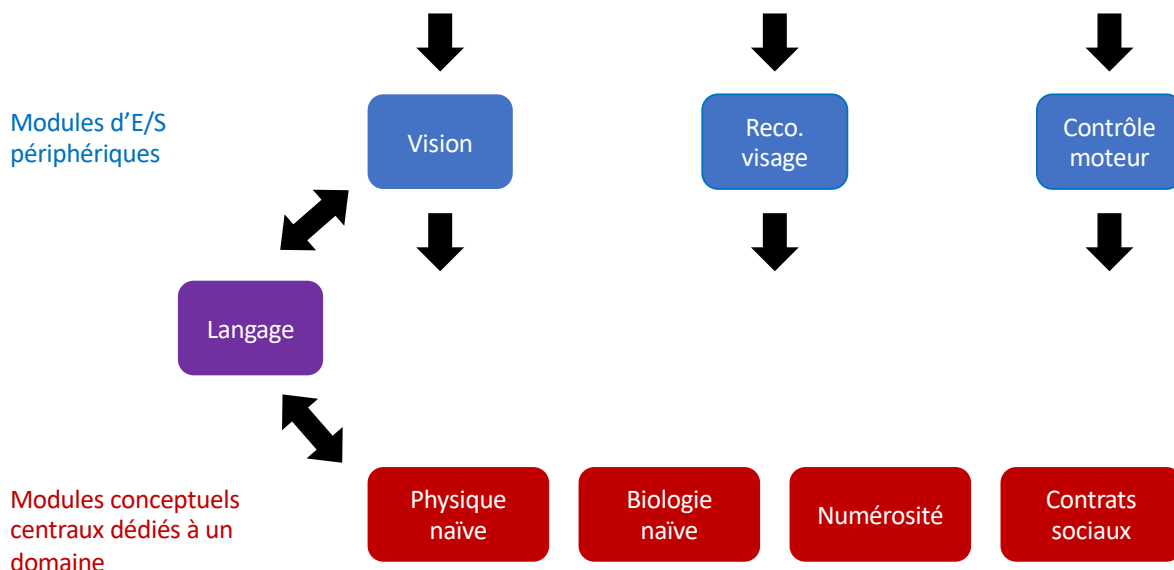 Modules d'E/S
périphériques
Vision
Reco.
visage
Contrôle
moteur
Langage
Modules conceptuels
centraux dédiés à un
domaine
Physique
naïve
Biologie
naïve
Numérosité
Contrats
sociaux